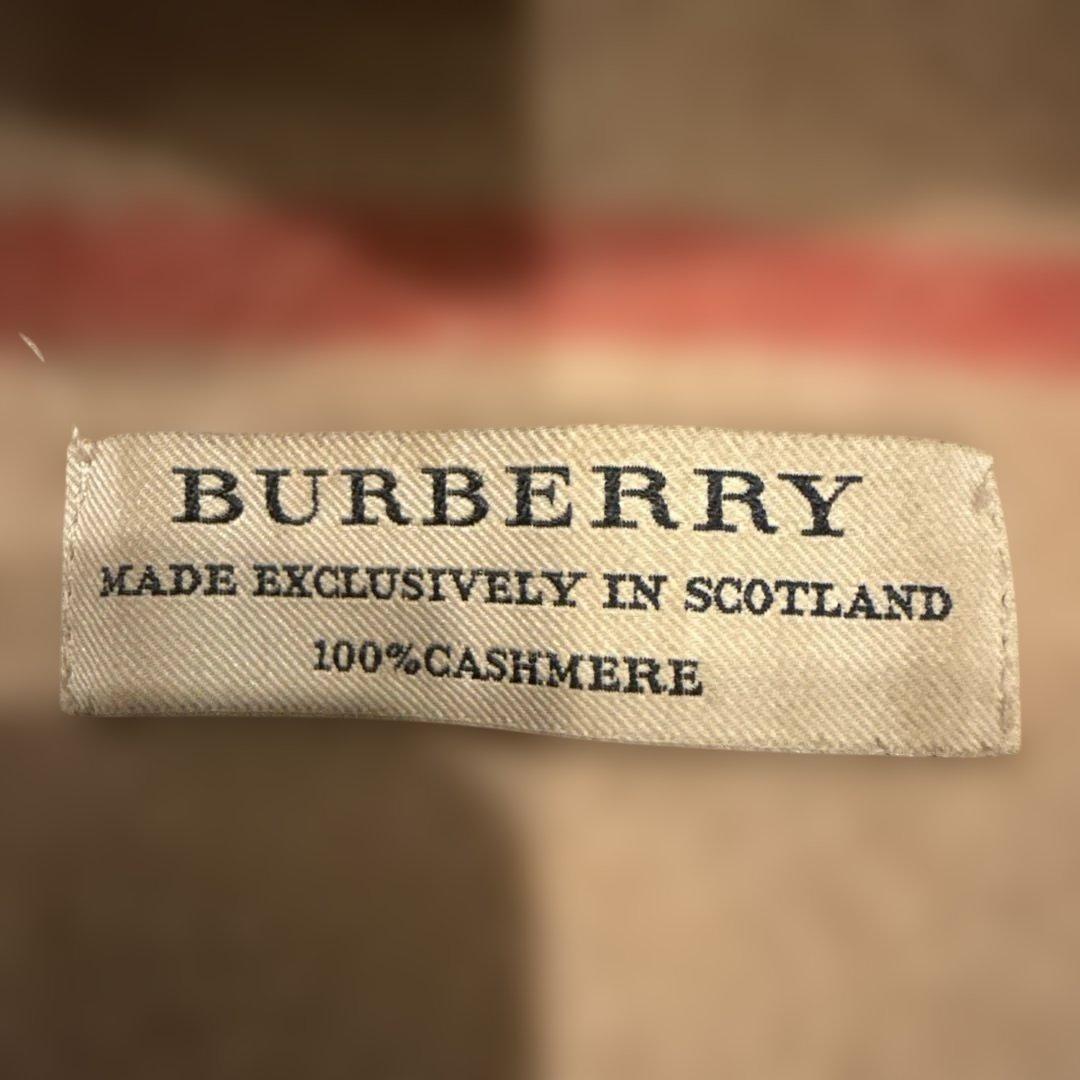 BURBERRY
MADE EXCLUSIVELY IN SCOTLAND
100%CASHMERE